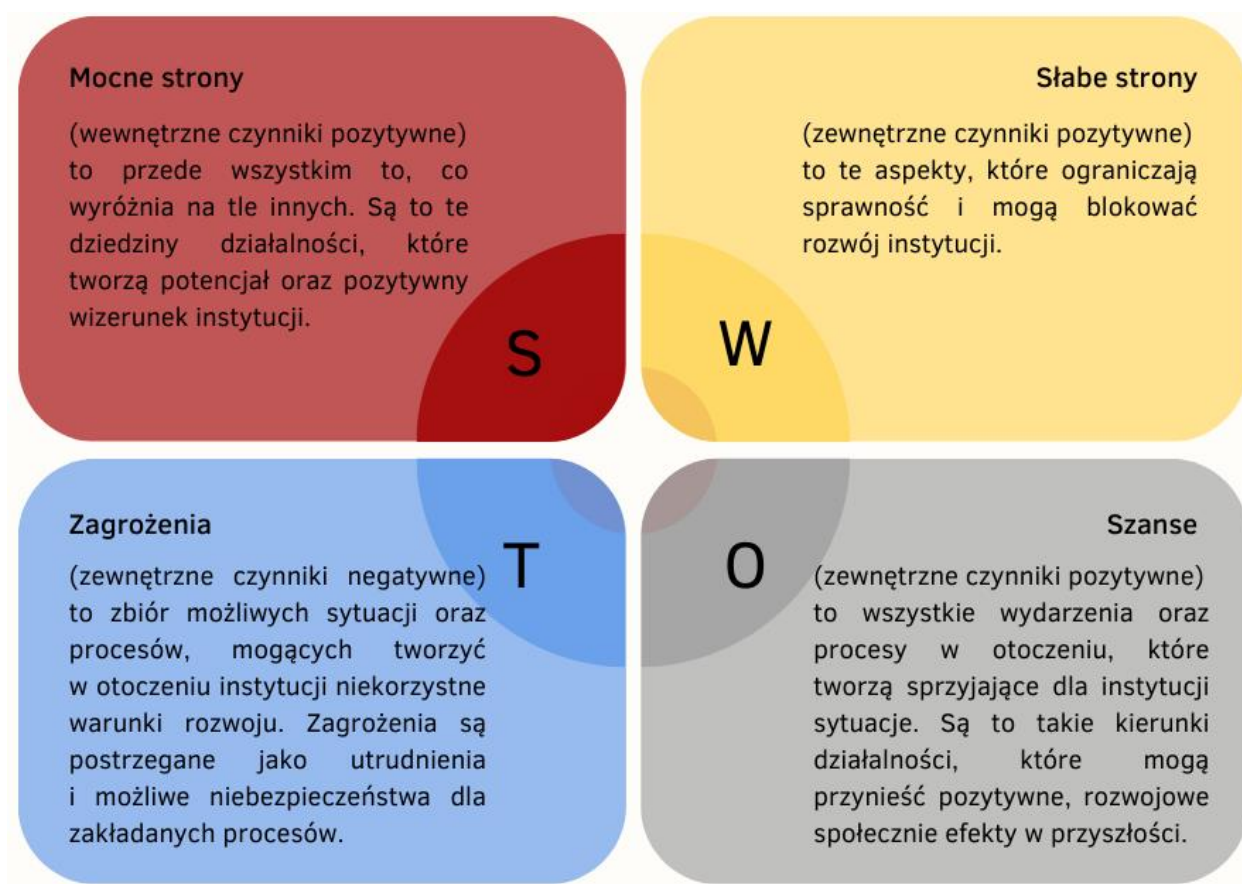 Mocne strony
(wewnętrzne czynniki pozytywne)
to przede wszystkim to, co
wyróżnia na tle innych. Są to te
dziedziny działalności, które
tworzą potencjał oraz pozytywny
wizerunek instytucji.
S
Słabe strony
(zewnętrzne czynniki pozytywne)
to te aspekty, które ograniczają
sprawność i mogą blokować
rozwój instytucji.
W
Zagrożenia
(zewnętrzne czynniki negatywne)
to zbiór możliwych sytuacji oraz
procesów, mogących tworzyć
w otoczeniu instytucji niekorzystne
warunki rozwoju. Zagrożenia są
postrzegane jako utrudnienia
i możliwe niebezpieczeństwa dla
zakładanych procesów.
T
Szanse
(zewnętrzne czynniki pozytywne)
to wszystkie wydarzenia oraz
procesy w otoczeniu, które
tworzą sprzyjające dla instytucji
sytuacje. Są to takie kierunki
działalności, które mogą
przynieść pozytywne, rozwojowe
społecznie efekty w przyszłości.
O